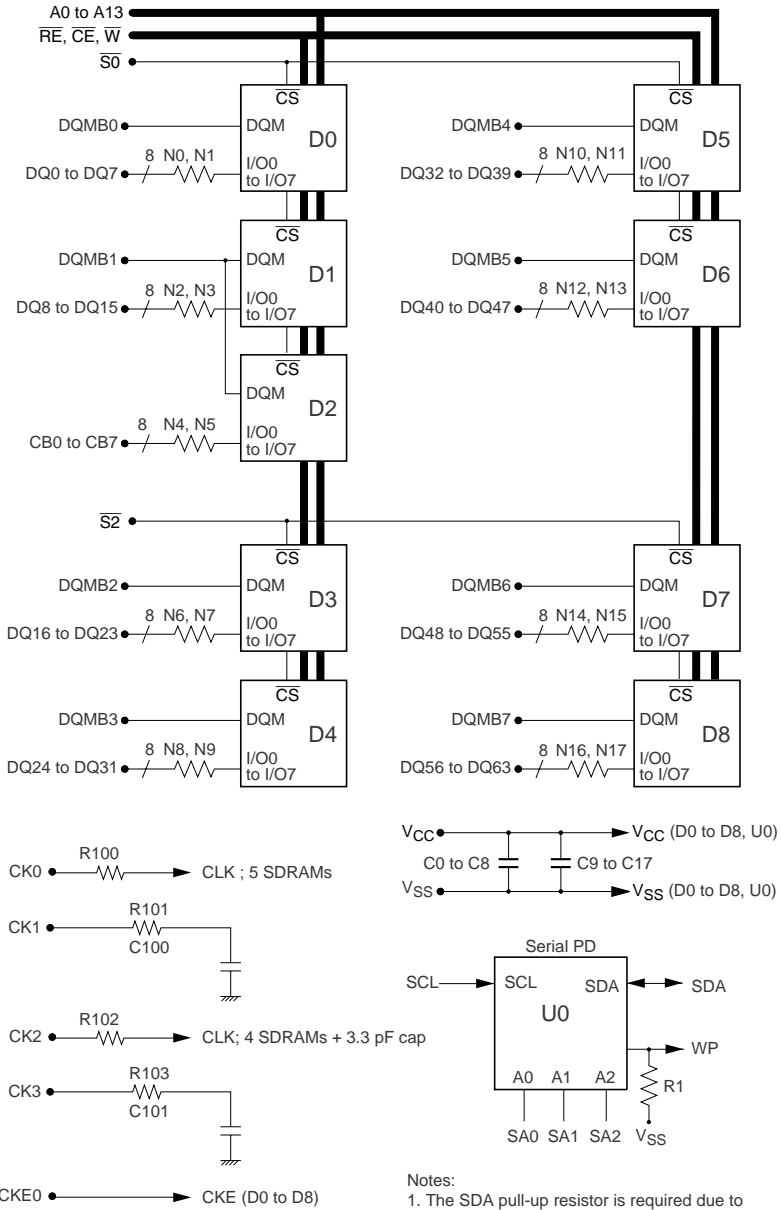 A0 to A13
RE, CE, W
S0
CS
CS
DQMB0
DQM
D0
DQMB4
DQM
D5
8 N0, N1
I/O0
8 N10, N11
I/O0
DQ0 to DQ7
to I/O7
DQ32 to DQ39
to I/O7
CS
CS
DQMB1
DQM
D1
DQMB5
DQM
D6
8 N2, N3
I/O0
8 N12, N13
I/O0
DQ8 to DQ15
to I/O7
DQ40 to DQ47
to I/O7
CS
DQM
D2
8 N4, N5
I/O0
CB0 to CB7
to I/O7
S2
CS
CS
DQMB2
DQM
D3
DQMB6
DQM
D7
8 N6, N7
I/O0
8 N14, N15
I/O0
DQ16 to DQ23
to I/O7
DQ48 to DQ55
to I/O7
CS
CS
DQMB3
DQM
D4
DQMB7
DQM
D8
8 N8, N9
I/O0
8 N16, N17
I/O0
DQ24 to DQ31
to I/O7
DQ56 to DQ63
to I/O7
VCC
VCC (D0 to D8, U0)
C0 to C8
C9 to C17
VSS
VSS (D0 to D8, U0)
R100
CK0
CLK ; 5 SDRAMs
R101
CK1
C100
R102
CK2
CLK; 4 SDRAMs + 3.3 pF cap
R103
CK3
C101
CKE0
CKE (D0 to D8)
Serial PD
SCL
SCL
SDA
SDA
U0
WP
A0 A1 A2
R1
SA0 SA1 SA2
VSS
Notes:
1. The SDA pull-up resistor is required due to